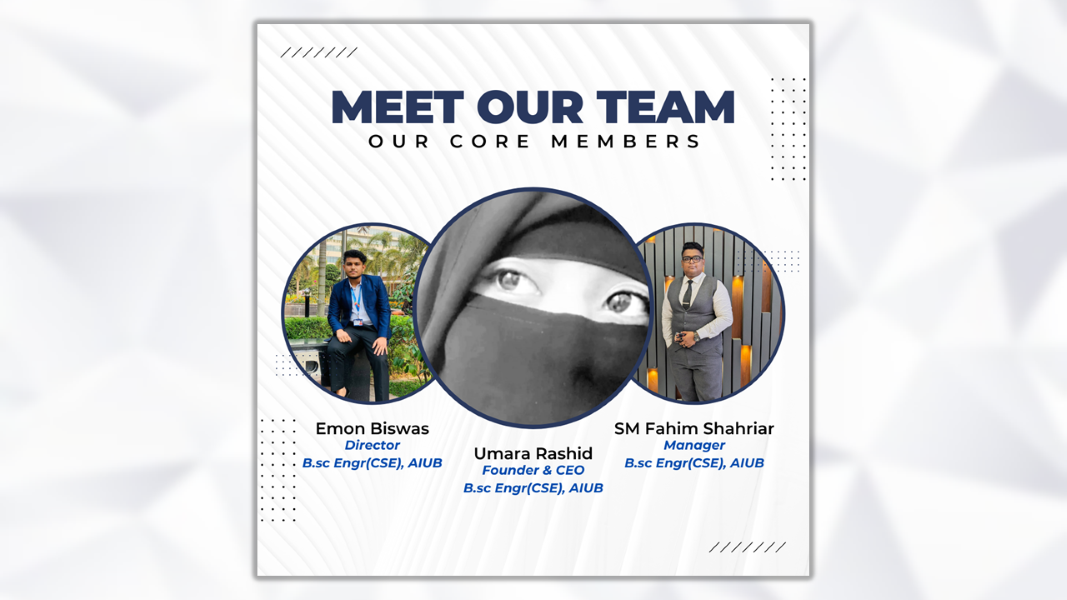 MEET OUR TEAM
OUR CORE MEMBERS
Emon Biswas
Director
B.sc Engr(CSE), AIUB
Umara Rashid
Founder & CEO
B.sc Engr(CSE), AIUB
SM Fahim Shahriar
Manager
B.sc Engr(CSE), AIUB